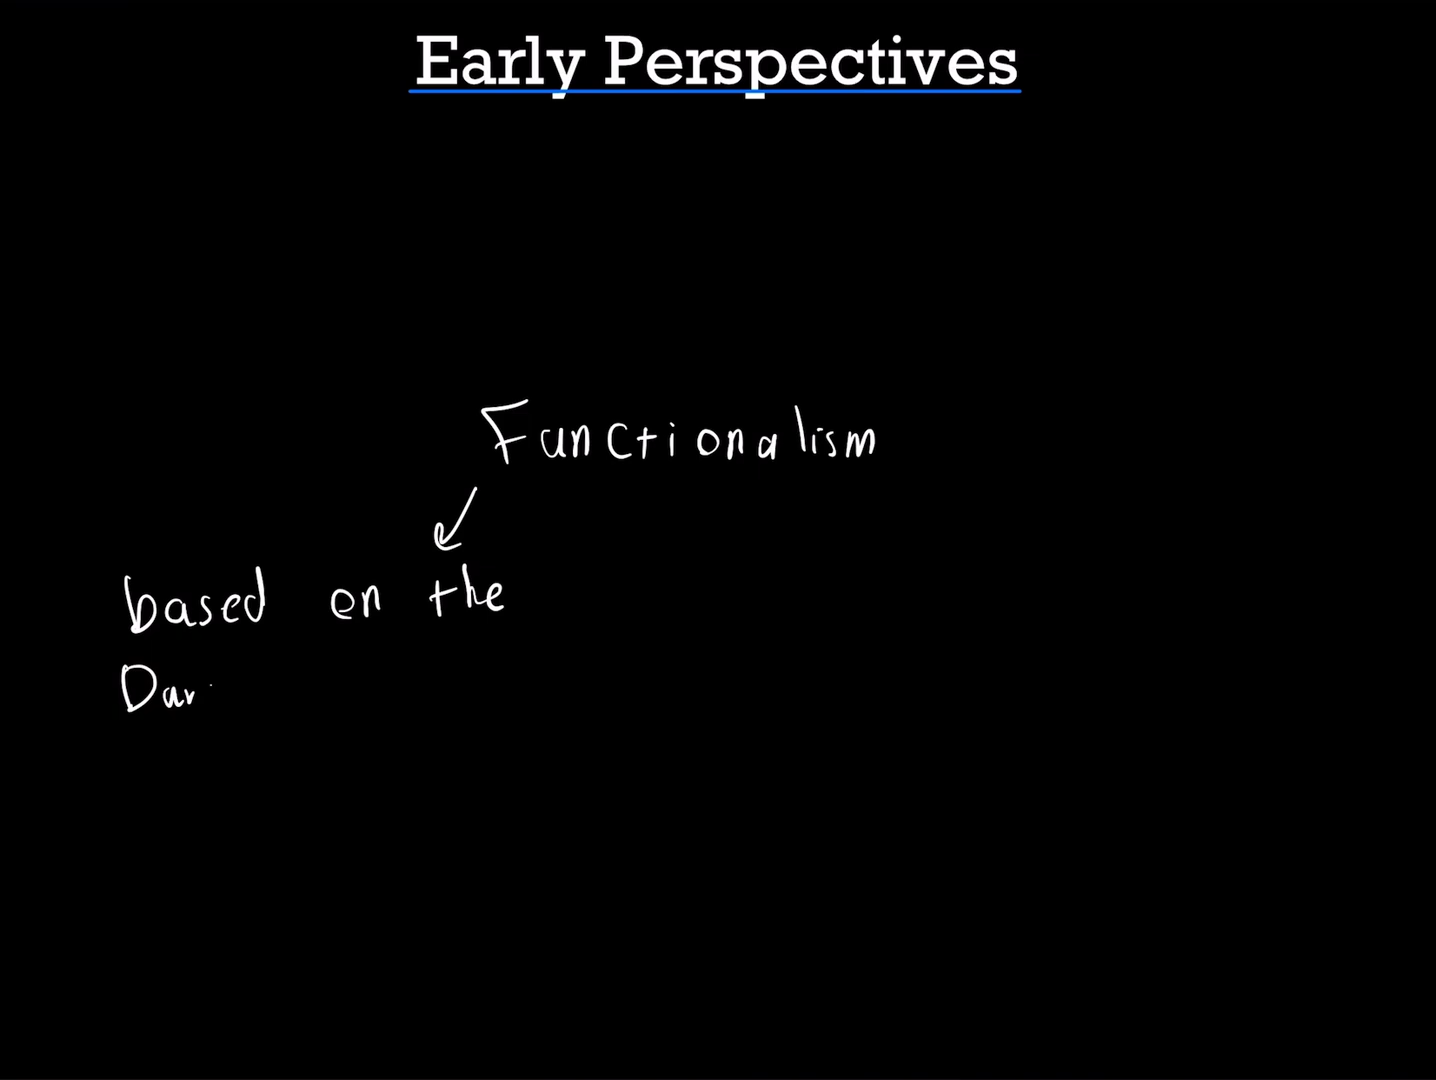 Early Perspectives
Functionalism
based on the
Dar